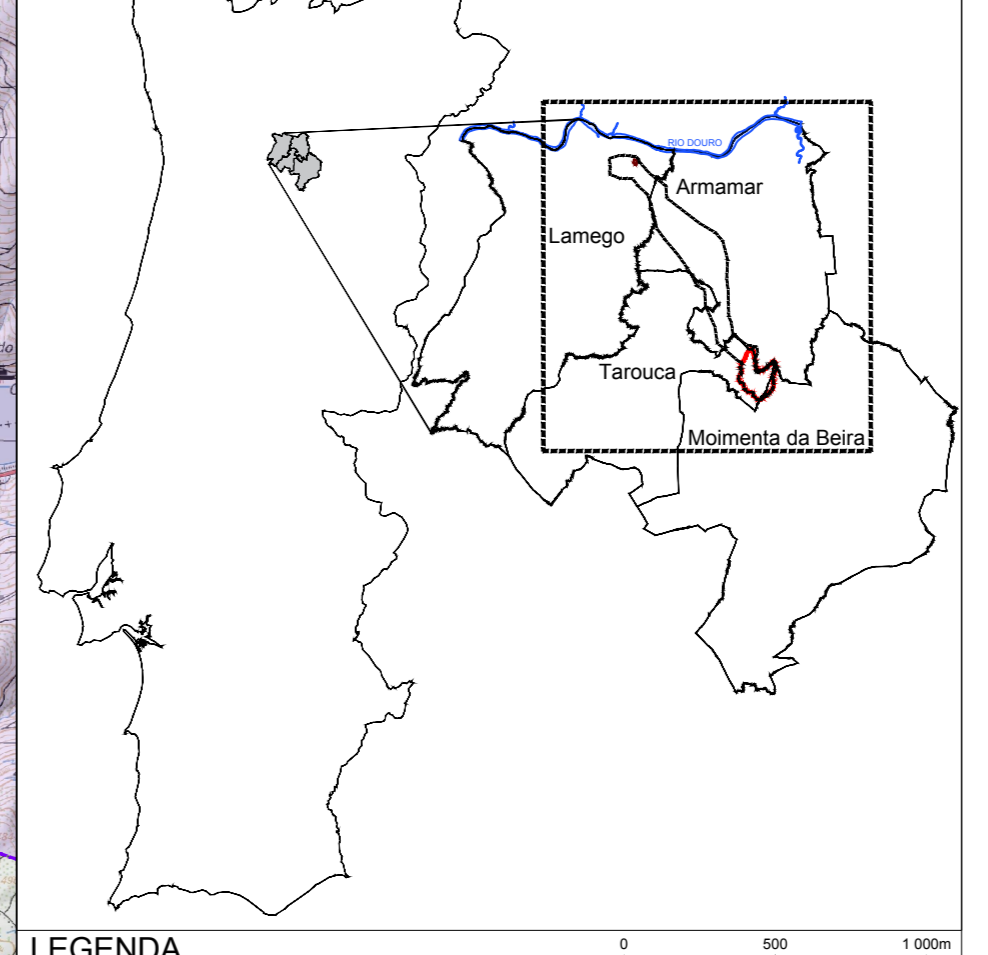 RIO DOURO
Armamar
Lamego
Tarouca
Moimenta da Beira
LEGENDA
0 500 1 000m